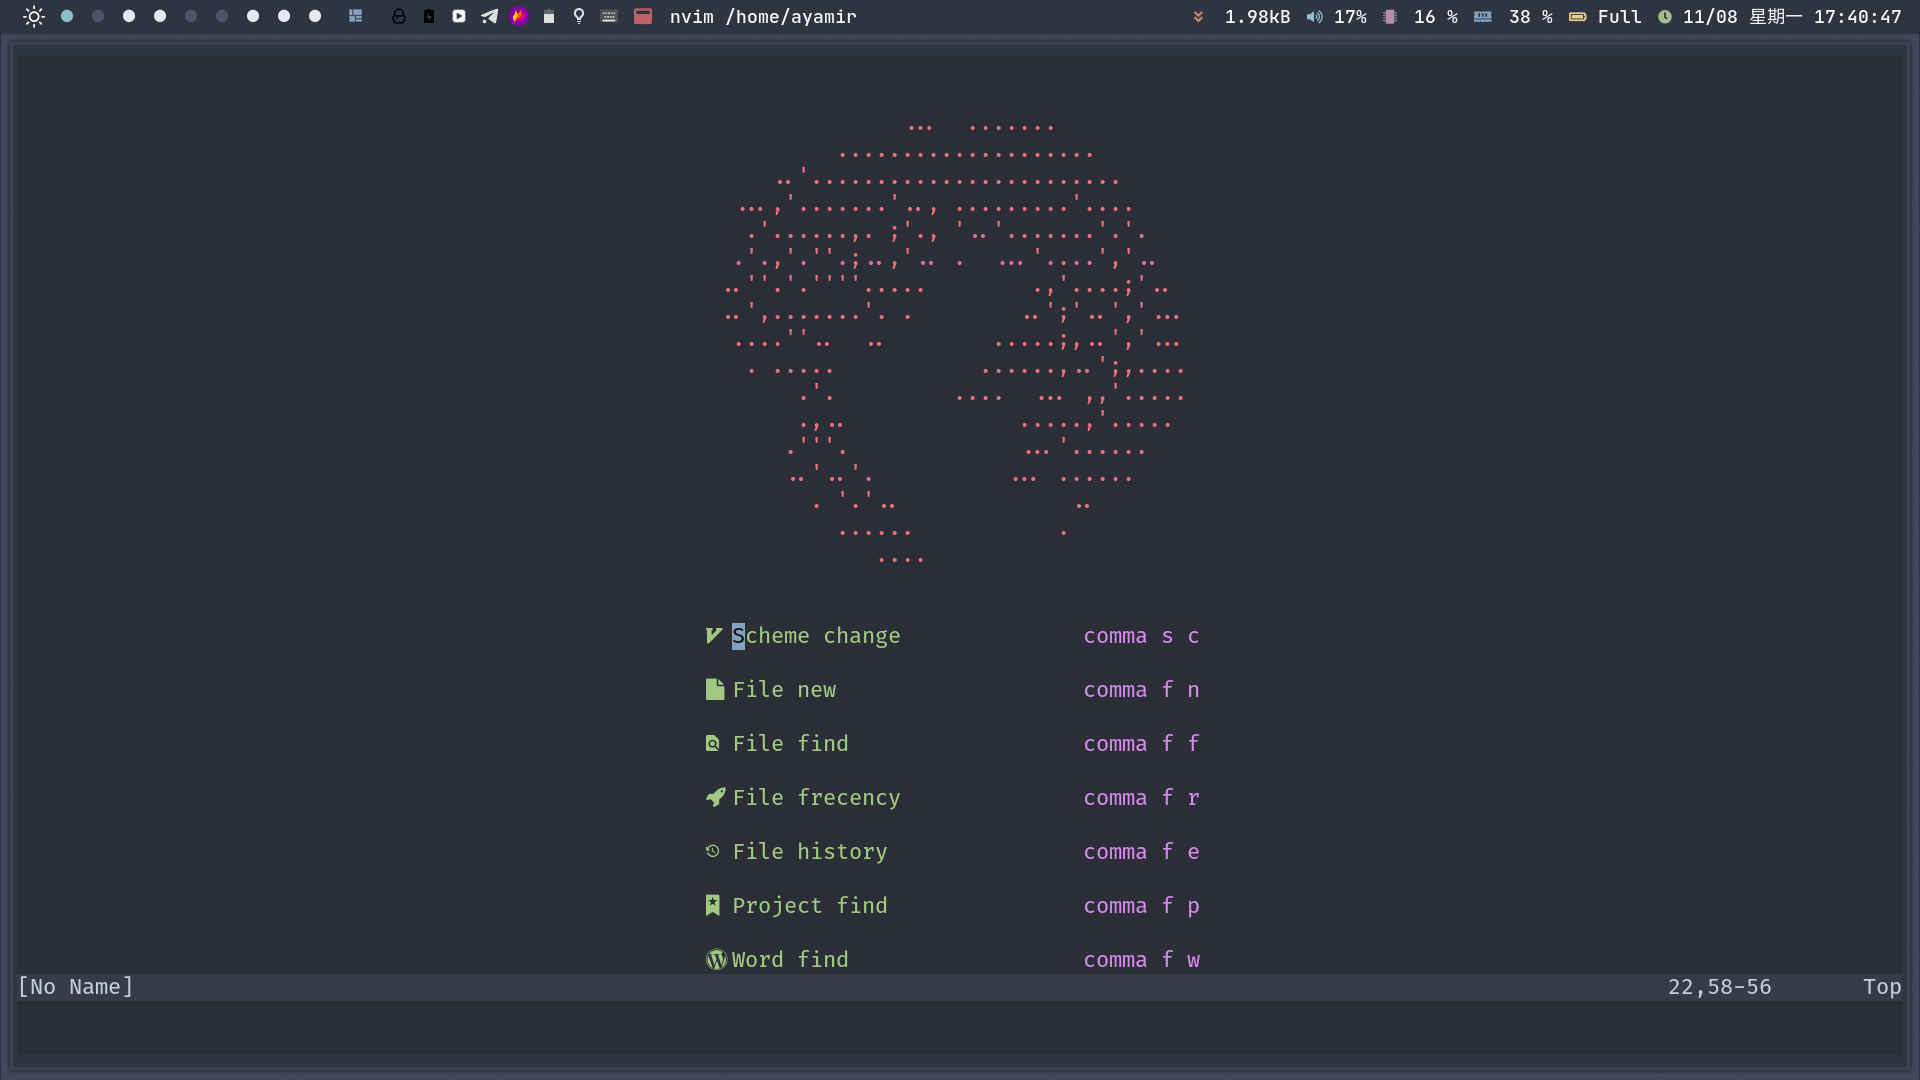 nvim /home/ayamir 1.98kB 17% 16 % 38 % Full 11/08 星期一 17:40:47
Scheme change comma s c
File new comma f n
File find comma f f
File frecency comma f r
File history comma f e
Project find comma f p
Word find comma f w
[No Name] 22,58-56 Top